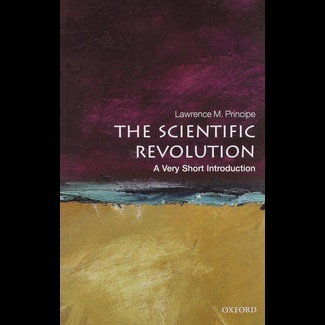 Lawrence M. Principe
THE SCIENTIFIC
REVOLUTION
A Very Short Introduction
OXFORD